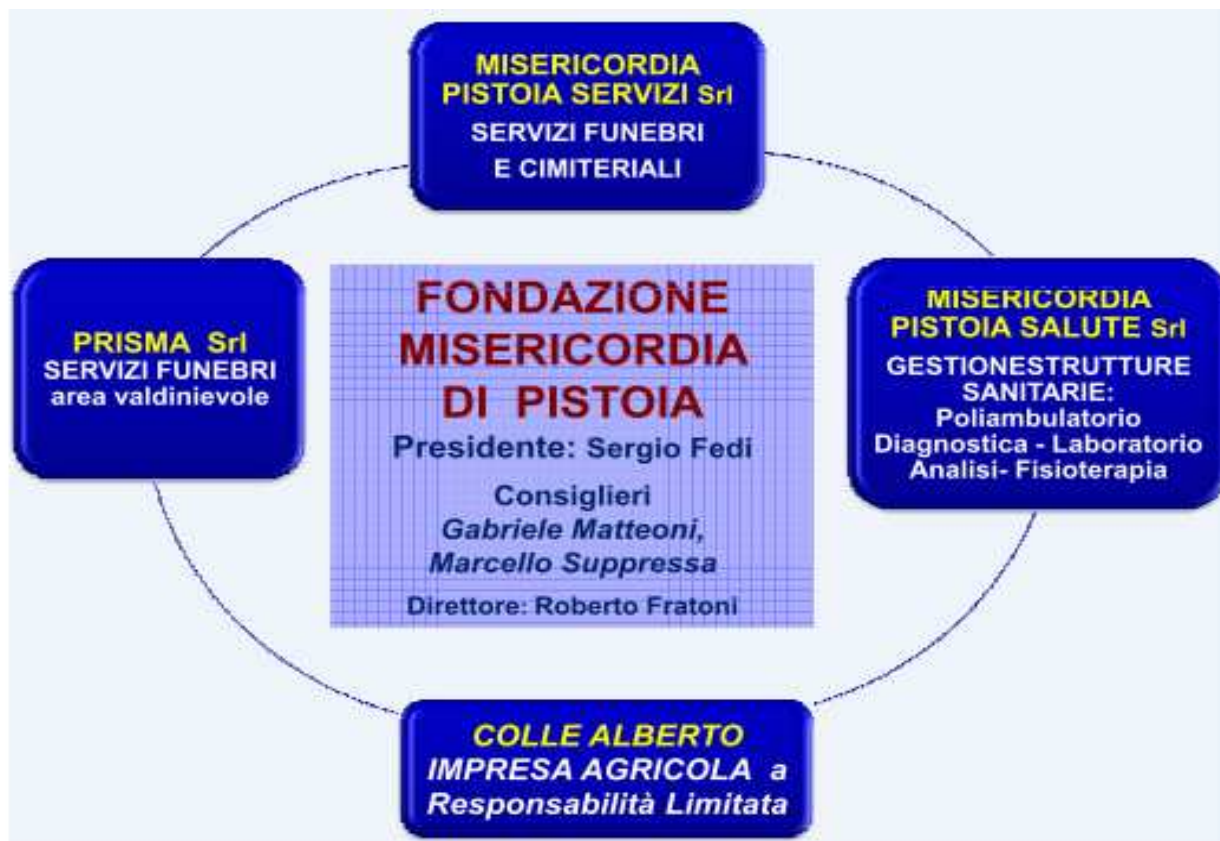 MISERICORDIA
PISTOIA SERVIZI Srl
SERVIZI FUNEBRI
E CIMITERIALI
PRISMA Srl
SERVIZI FUNEBRI
area valdinievole
FONDAZIONE
MISERICORDIA
DI PISTOIA
Presidente: Sergio Fedi
Consiglieri
Gabriele Matteoni,
Marcello Suppressa
Direttore: Roberto Fratoni
MISERICORDIA
PISTOIA SALUTE Srl
GESTIONESTRUTTURE
SANITARIE:
Poliambulatorio
Diagnostica - Laboratorio
Analisi- Fisioterapia
COLLE ALBERTO
IMPRESA AGRICOLA a
Responsabilità Limitata